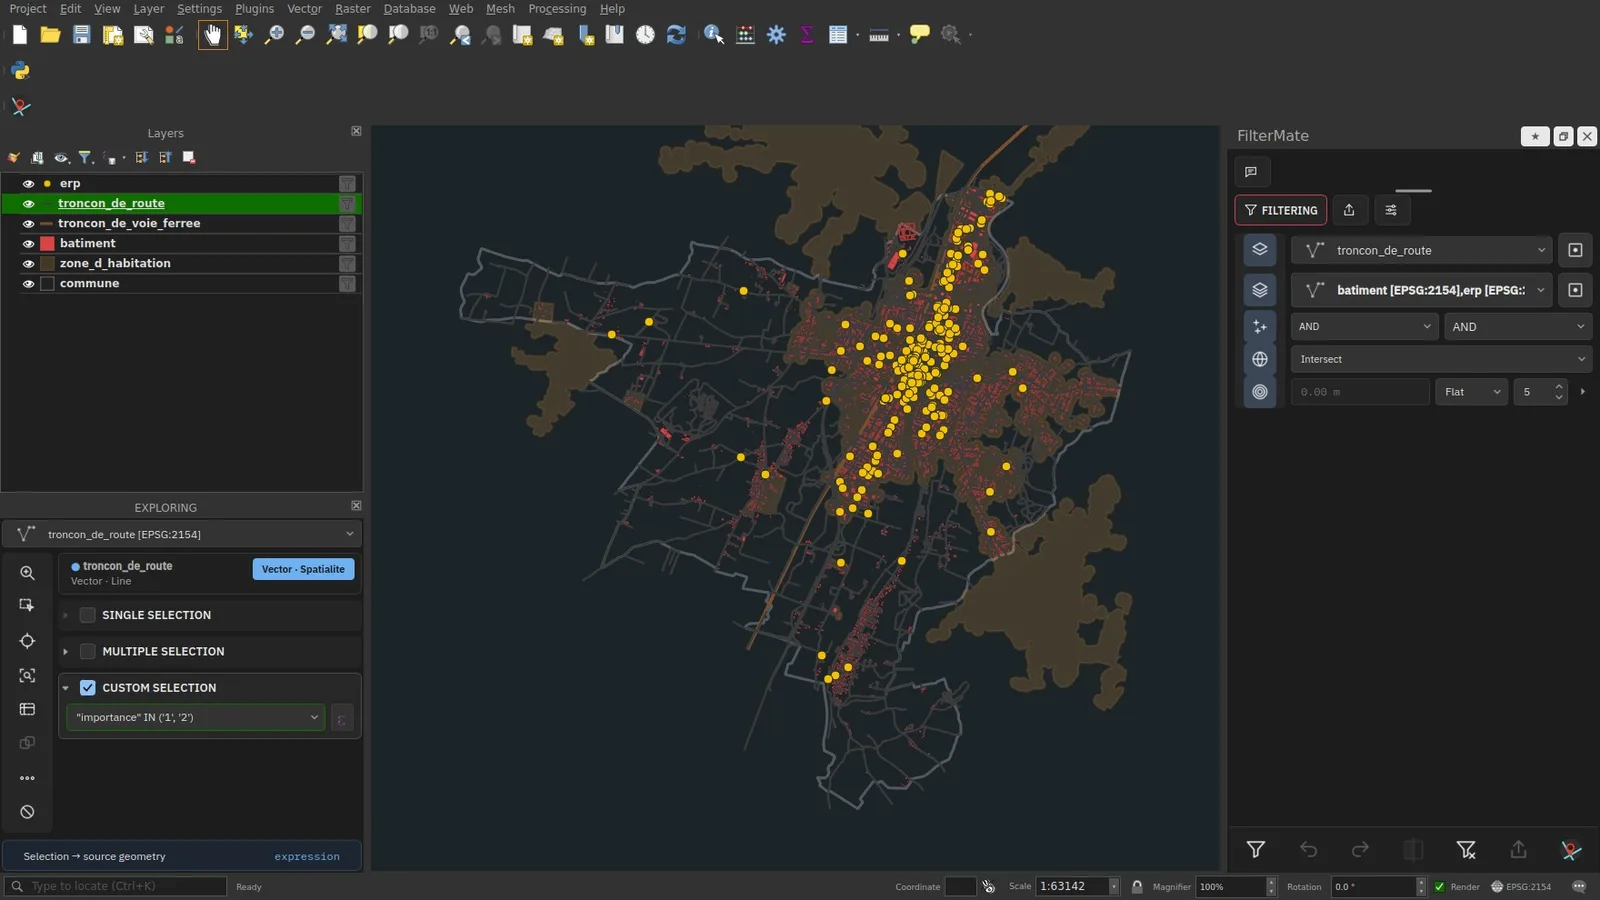 Project Edit View Layer Settings Plugins Vector Raster Database Web Mesh Processing Help
Layers
erp
troncon_de_route
troncon_de_voie_ferree
batiment
zone_d_habitation
commune
EXPLORING
troncon_de_route [EPSG:2154]
troncon_de_route
Vector · Line
Vector · Spatialite
SINGLE SELECTION
MULTIPLE SELECTION
CUSTOM SELECTION
"importance" IN ('1', '2')
Selection → source geometry expression
FilterMate
FILTERING
troncon_de_route
batiment [EPSG:2154],erp [EPSG:
AND AND
Intersect
0.00 m Flat 5
Type to locate (Ctrl+K) Ready Coordinate Scale 1:63142 Magnifier 100% Rotation 0.0 ° Render EPSG:2154